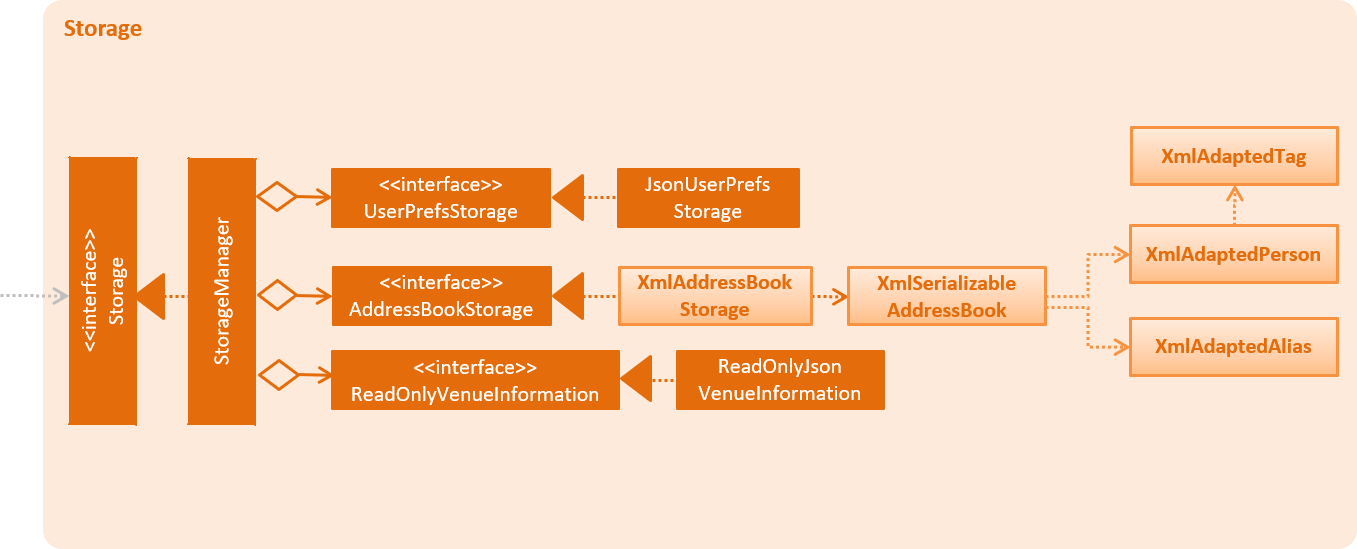 Storage
<<interface>>
Storage
StorageManager
<<interface>>
UserPrefsStorage
JsonUserPrefs
Storage
<<interface>>
AddressBookStorage
XmlAddressBook
Storage
XmlSerializable
AddressBook
XmlAdaptedTag
XmlAdaptedPerson
XmlAdaptedAlias
<<interface>>
ReadOnlyVenueInformation
ReadOnlyJson
VenueInformation